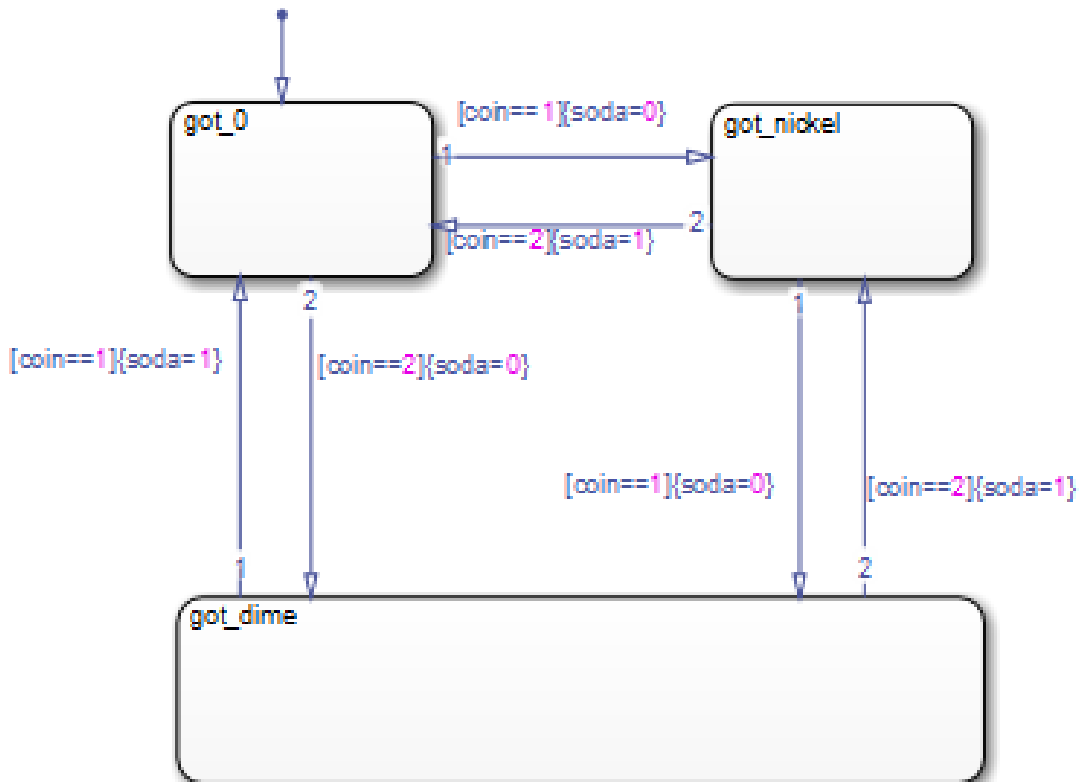 got_0
[coin==1]{soda=0}
got_nickel
1
2
[coin==2]{soda=1}
2
1
[coin==1]{soda=1}
[coin==2]{soda=0}
[coin==1]{soda=0}
[coin==2]{soda=1}
1
2
got_dime